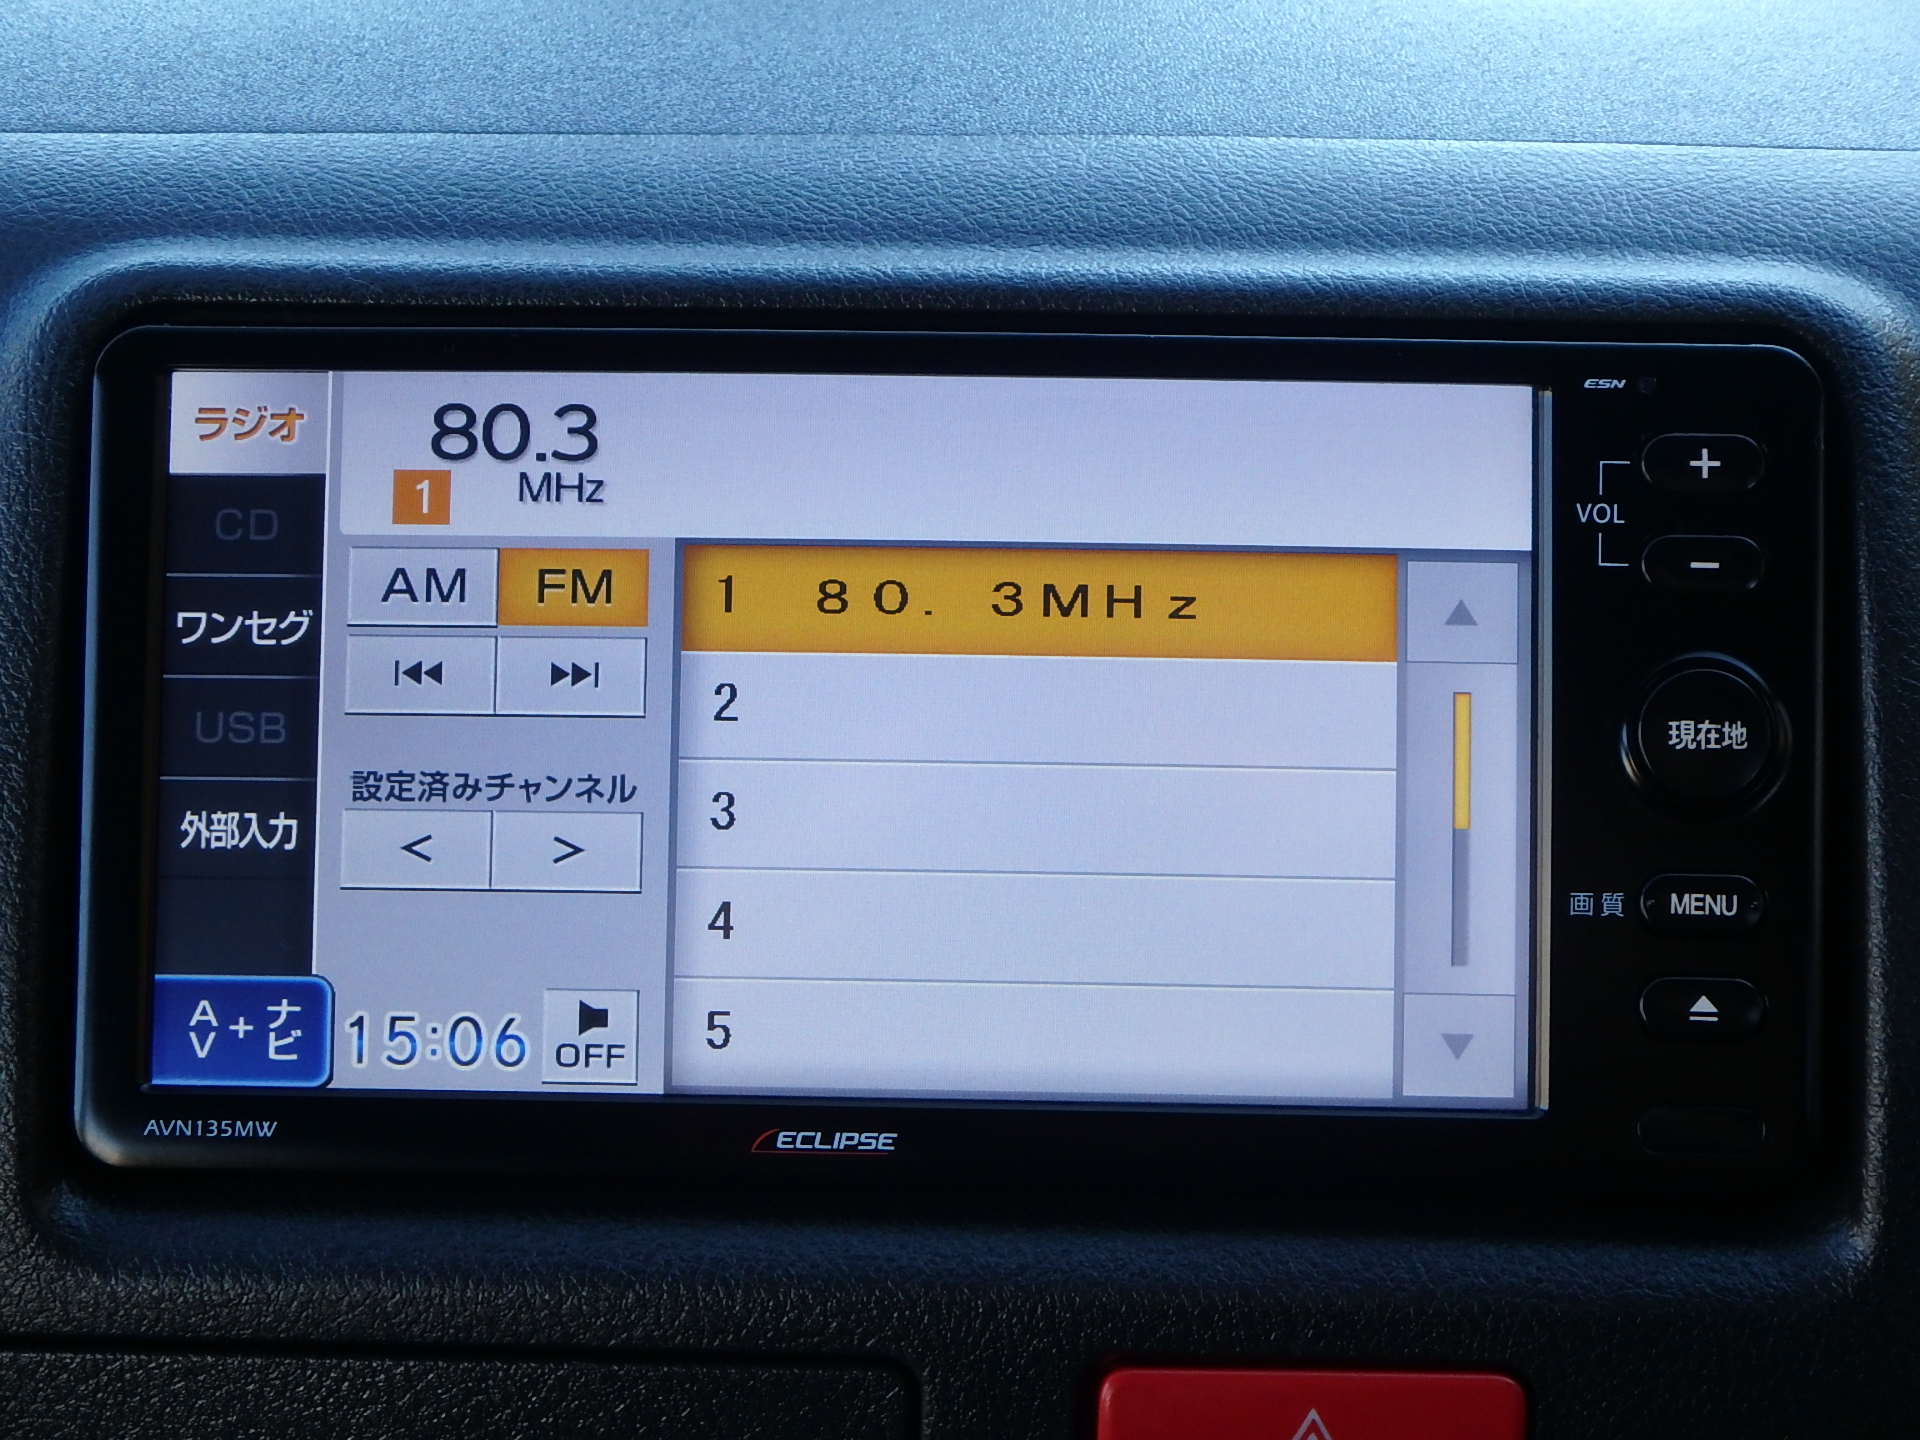 ESN
ラジオ
80.3
1
MHz
CD
AM
FM
1 80. 3MHz
+
VOL
-
ワンセグ
2
USB
設定済みチャンネル
3
現在地
外部入力
<
>
4
画質
MENU
AV+ナビ
15:06
OFF
5
AVN135MW
ECLIPSE